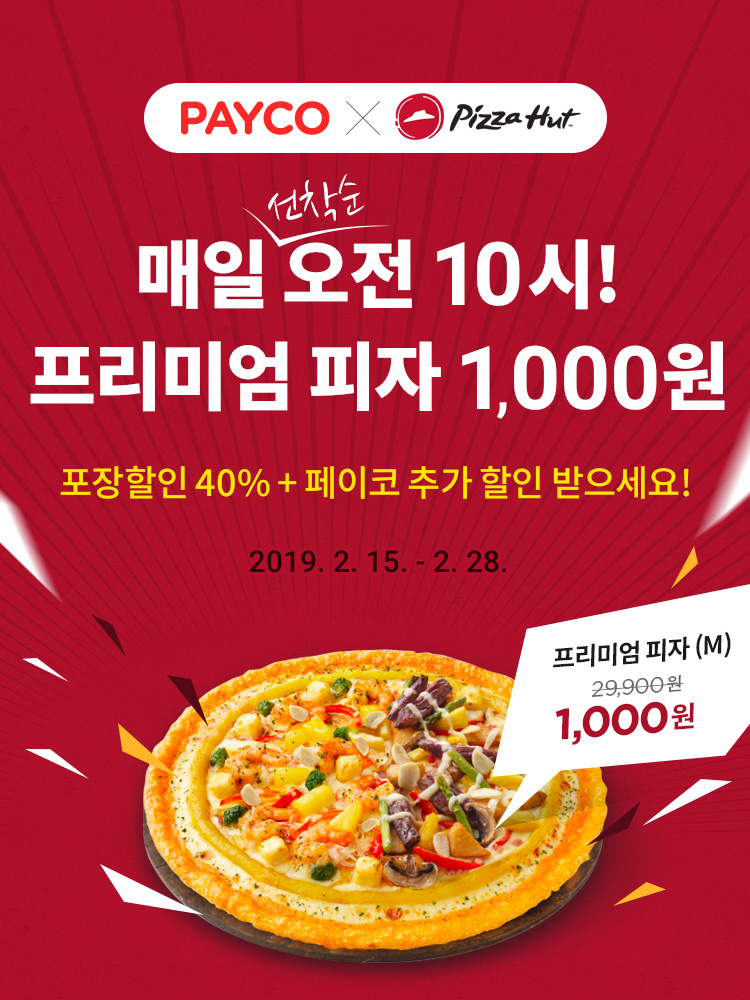 PAYCO × Pizza Hut
선착순
매일 오전 10시!
프리미엄 피자 1,000원
포장할인 40% + 페이코 추가 할인 받으세요!
2019. 2. 15. - 2. 28.
프리미엄 피자 (M)
29,900원
1,000원